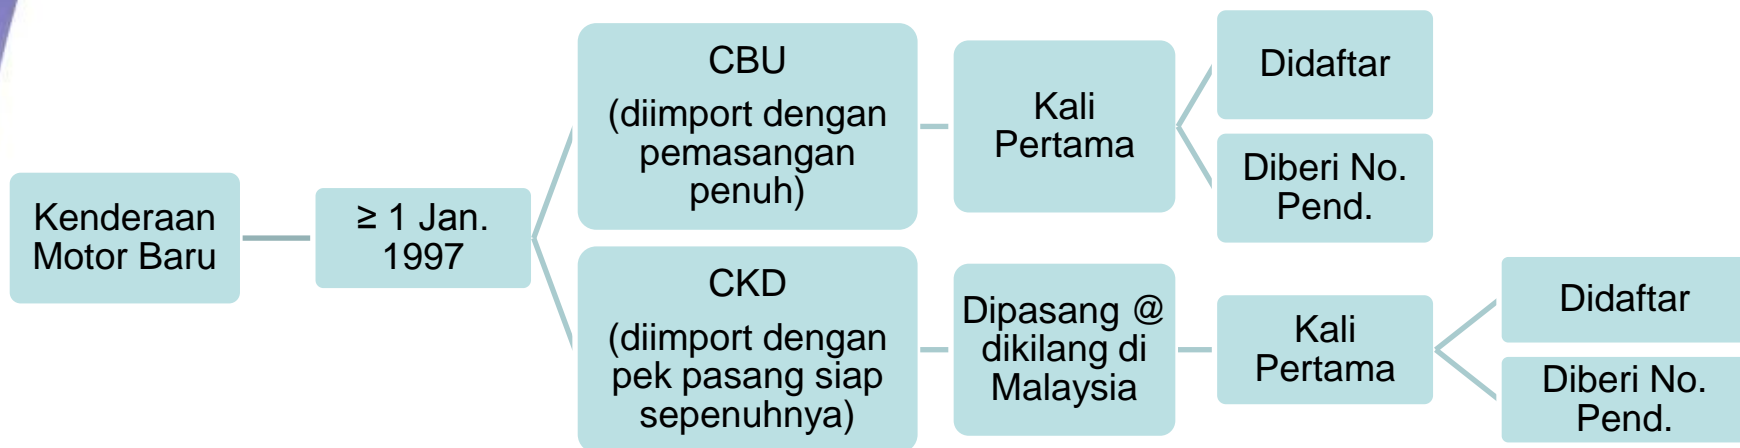 Kenderaan
Motor Baru
≥ 1 Jan.
1997
CBU
(diimport dengan
pemasangan
penuh)
Kali
Pertama
Didaftar
Diberi No.
Pend.
CKD
(diimport dengan
pek pasang siap
sepenuhnya)
Dipasang @
dikilang di
Malaysia
Kali
Pertama
Didaftar
Diberi No.
Pend.